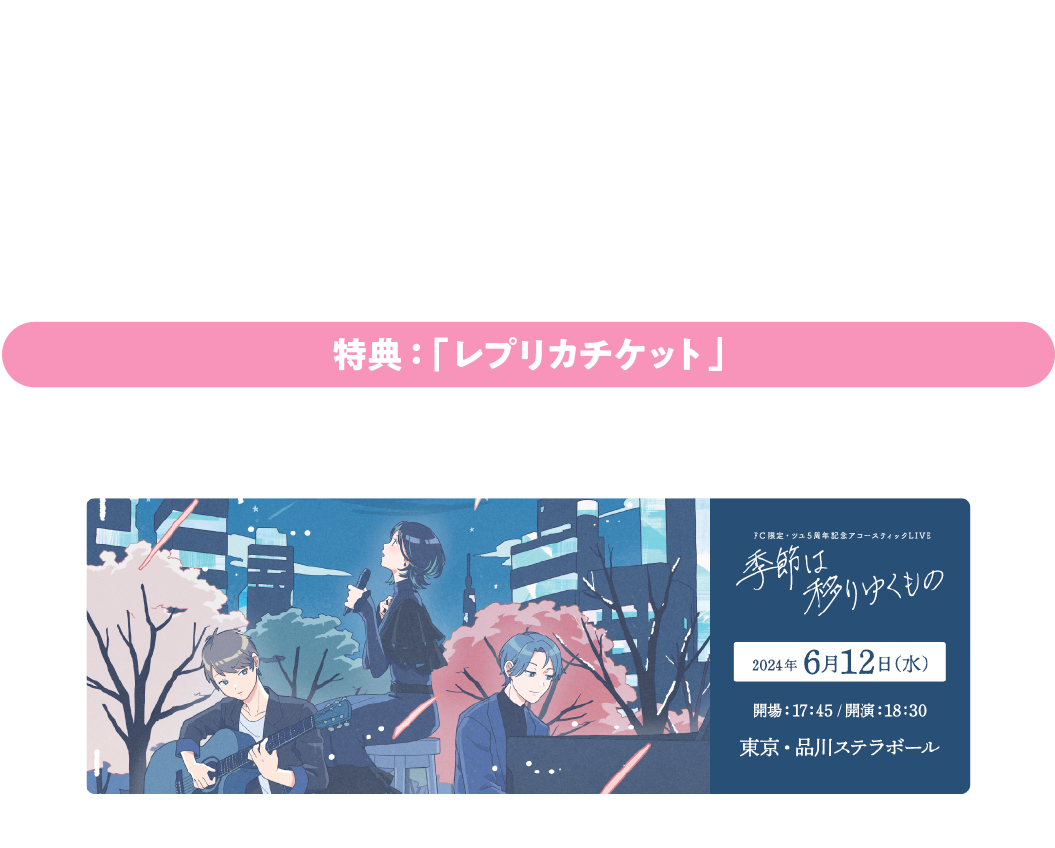 特典：「レプリカチケット」
FC限定・ツユ5周年記念アコースティックLIVE
季節は
移りゆくもの
2024年 6月12日（水）
開場：17：45 / 開演：18：30
東京・品川ステラボール